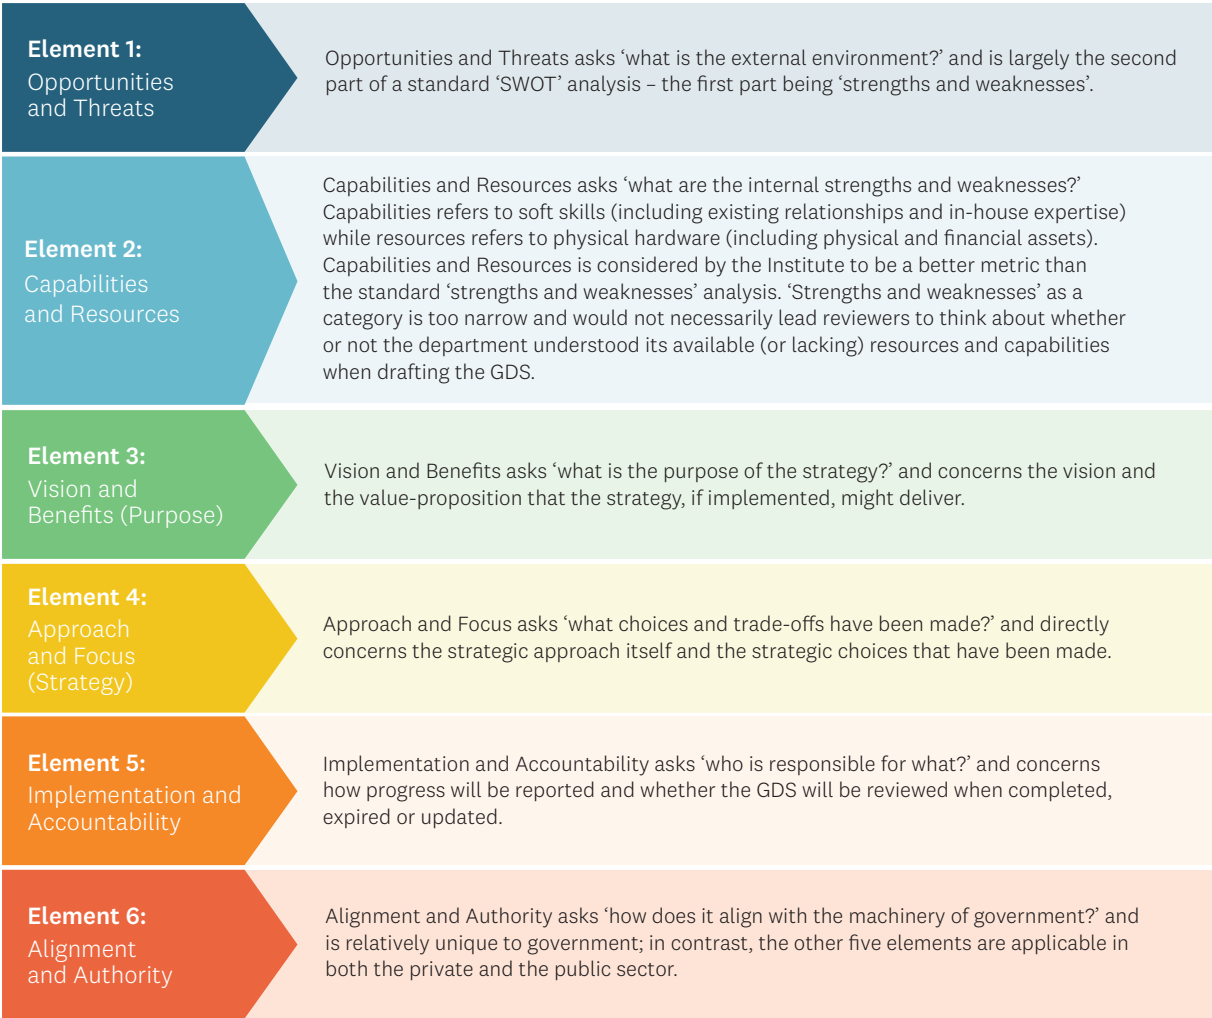 Element 1:
Opportunities
and Threats
Opportunities and Threats asks ‘what is the external environment?’ and is largely the second
part of a standard ‘SWOT’ analysis – the first part being ‘strengths and weaknesses’.
Element 2:
Capabilities
and Resources
Capabilities and Resources asks ‘what are the internal strengths and weaknesses?’
Capabilities refers to soft skills (including existing relationships and in-house expertise)
while resources refers to physical hardware (including physical and financial assets).
Capabilities and Resources is considered by the Institute to be a better metric than
the standard ‘strengths and weaknesses’ analysis. ‘Strengths and weaknesses’ as a
category is too narrow and would not necessarily lead reviewers to think about whether
or not the department understood its available (or lacking) resources and capabilities
when drafting the GDS.
Element 3:
Vision and
Benefits (Purpose)
Vision and Benefits asks ‘what is the purpose of the strategy?’ and concerns the vision and
the value-proposition that the strategy, if implemented, might deliver.
Element 4:
Approach
and Focus
(Strategy)
Approach and Focus asks ‘what choices and trade-offs have been made?’ and directly
concerns the strategic approach itself and the strategic choices that have been made.
Element 5:
Implementation and
Accountability
Implementation and Accountability asks ‘who is responsible for what?’ and concerns
how progress will be reported and whether the GDS will be reviewed when completed,
expired or updated.
Element 6:
Alignment
and Authority
Alignment and Authority asks ‘how does it align with the machinery of government?’ and
is relatively unique to government; in contrast, the other five elements are applicable in
both the private and the public sector.